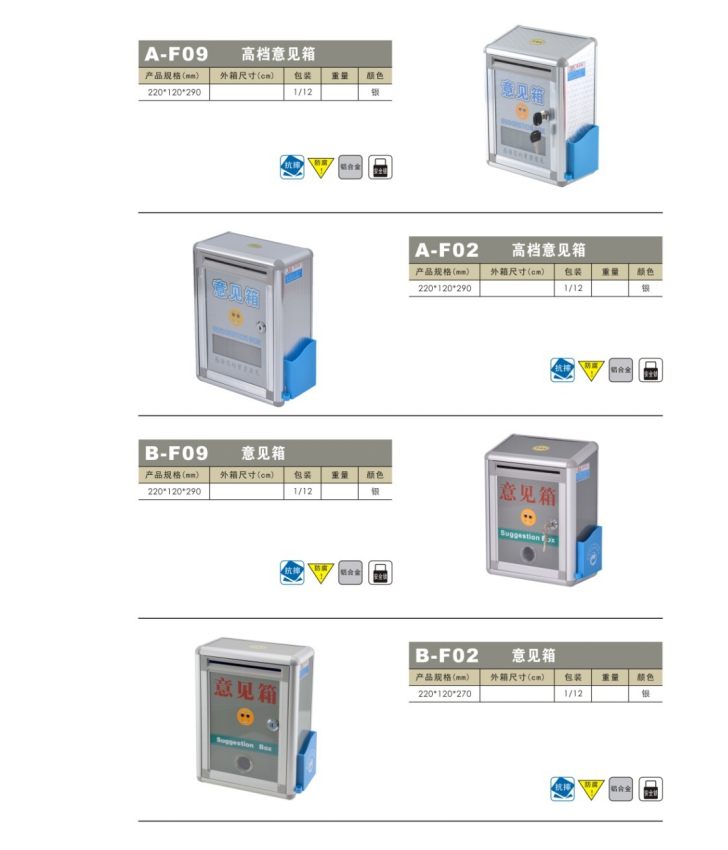 A-F09 高档意见箱
产品规格(mm) 外箱尺寸(cm) 包装 重量 颜色
220*120*290 1/12 银
意见箱
抗摔 防腐 ! 铝合金 安全锁
A-F02 高档意见箱
产品规格(mm) 外箱尺寸(cm) 包装 重量 颜色
220*120*290 1/12 银
意见箱
抗摔 防腐 ! 铝合金 安全锁
B-F09 意见箱
产品规格(mm) 外箱尺寸(cm) 包装 重量 颜色
220*120*290 1/12 银
意见箱
Suggestion Box
抗摔 防腐 ! 铝合金 安全锁
B-F02 意见箱
产品规格(mm) 外箱尺寸(cm) 包装 重量 颜色
220*120*270 1/12 银
意见箱
Suggestion Box
抗摔 防腐 ! 铝合金 安全锁